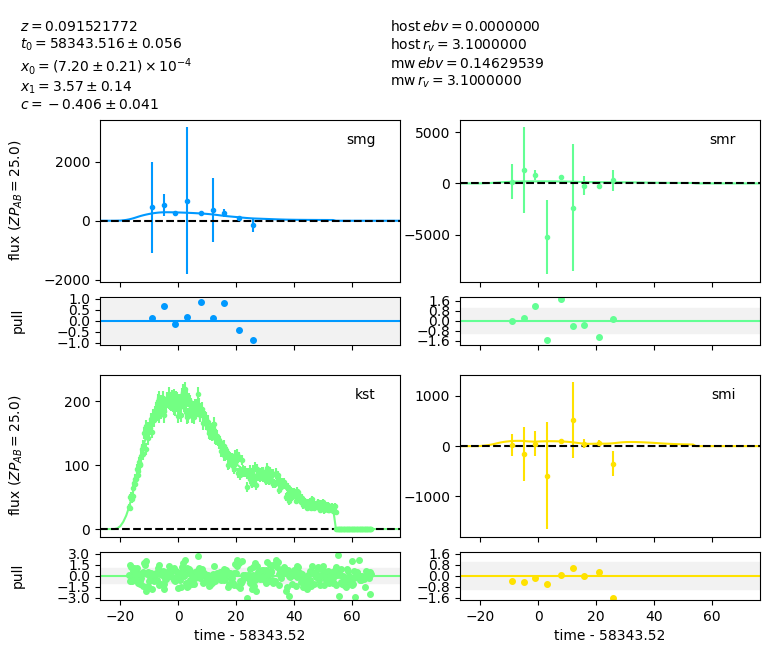 z = 0.091521772
t₀ = 58343.516 ± 0.056
x₀ = (7.20 ± 0.21) × 10⁻⁴
x₁ = 3.57 ± 0.14
c = −0.406 ± 0.041
host ebv = 0.0000000
host r_v = 3.1000000
mw ebv = 0.14629539
mw r_v = 3.1000000
smg
flux (ZP_AB = 25.0)
2000
0
−2000
smr
5000
0
−5000
pull
1.0
0.5
0.0
−0.5
−1.0
1.6
0.8
0.0
−0.8
−1.6
kst
flux (ZP_AB = 25.0)
200
100
0
smi
1000
0
−1000
pull
3.0
1.5
0.0
−1.5
−3.0
−20 0 20 40 60
time - 58343.52
1.6
0.8
0.0
−0.8
−1.6
−20 0 20 40 60
time - 58343.52